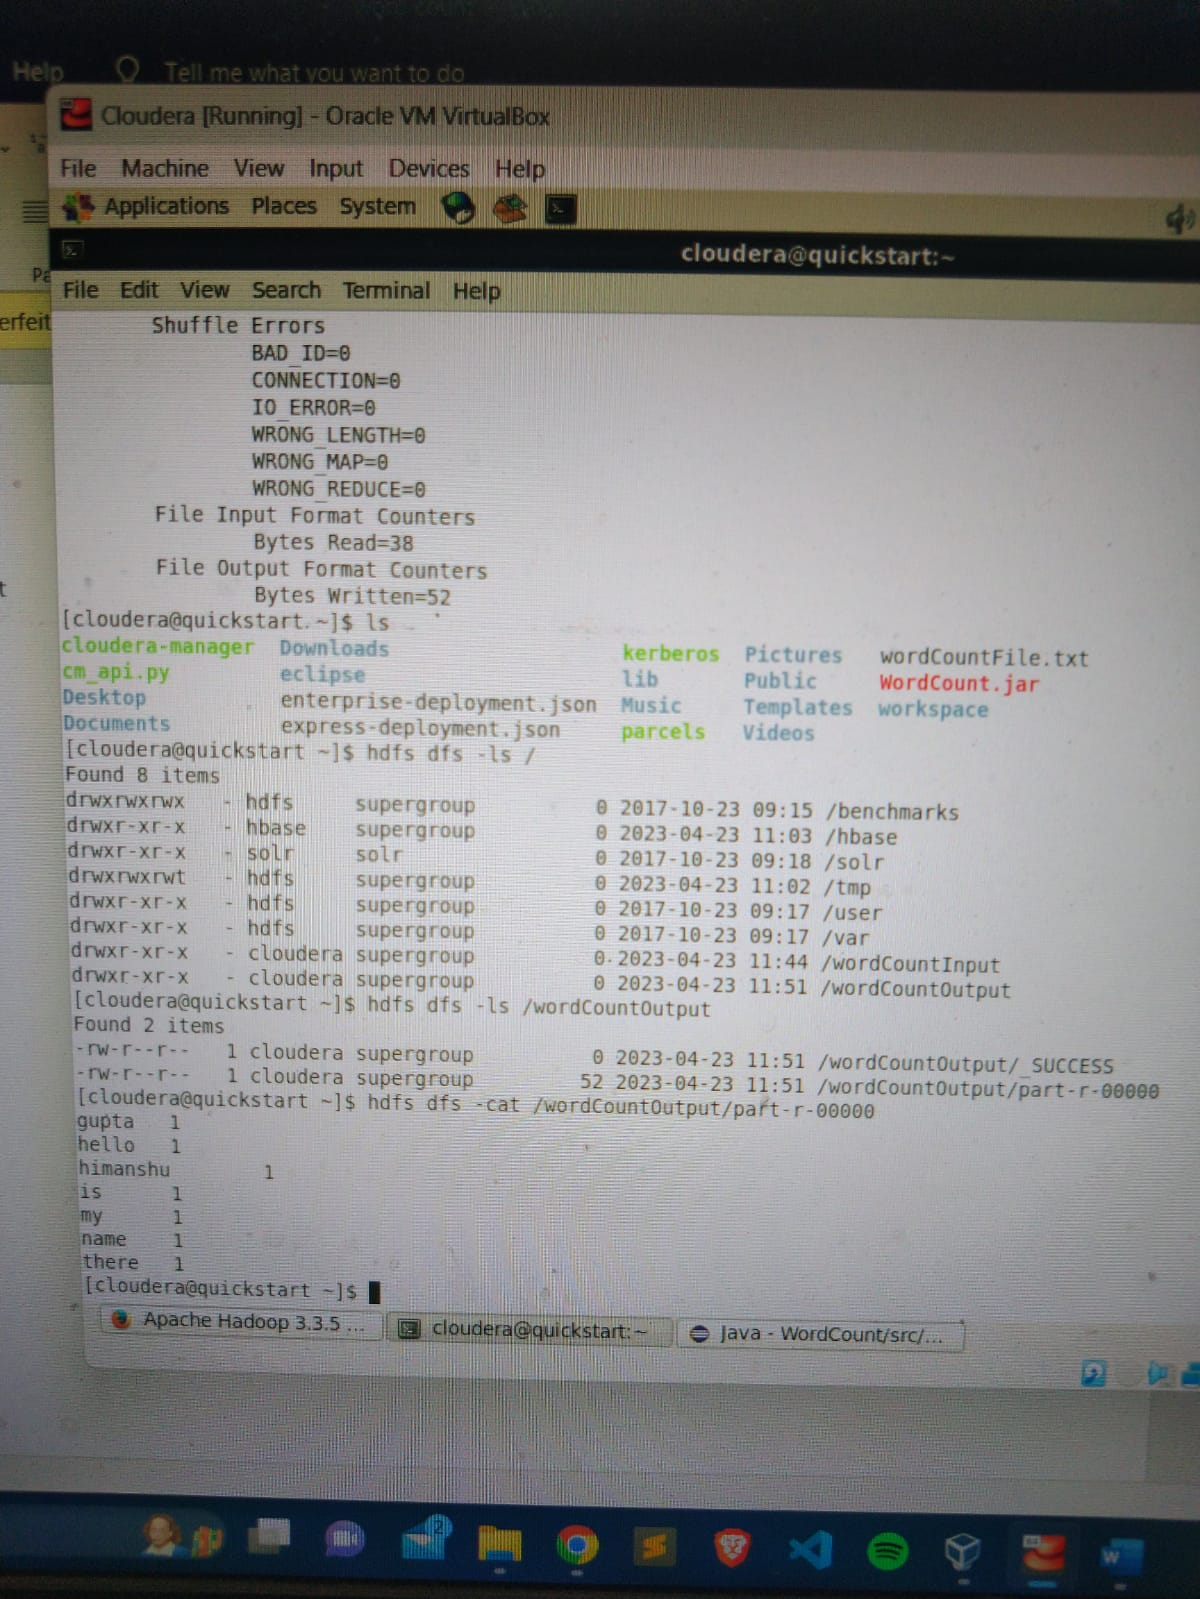 Help Tell me what you want to do
Cloudera [Running] - Oracle VM VirtualBox
File Machine View Input Devices Help
Applications Places System
cloudera@quickstart:~
File Edit View Search Terminal Help
Shuffle Errors
BAD_ID=0
CONNECTION=0
IO_ERROR=0
WRONG_LENGTH=0
WRONG_MAP=0
WRONG_REDUCE=0
File Input Format Counters
Bytes Read=38
File Output Format Counters
Bytes Written=52
[cloudera@quickstart ~]$ ls
cloudera-manager Downloads kerberos Pictures wordCountFile.txt
cm_api.py eclipse lib Public WordCount.jar
Desktop enterprise-deployment.json Music Templates workspace
Documents express-deployment.json parcels Videos
[cloudera@quickstart ~]$ hdfs dfs -ls /
Found 8 items
drwxrwxrwx - hdfs supergroup 0 2017-10-23 09:15 /benchmarks
drwxr-xr-x - hbase supergroup 0 2023-04-23 11:03 /hbase
drwxr-xr-x - solr solr 0 2017-10-23 09:18 /solr
drwxrwxrwt - hdfs supergroup 0 2023-04-23 11:02 /tmp
drwxr-xr-x - hdfs supergroup 0 2017-10-23 09:17 /user
drwxr-xr-x - hdfs supergroup 0 2017-10-23 09:17 /var
drwxr-xr-x - cloudera supergroup 0 2023-04-23 11:44 /wordCountInput
drwxr-xr-x - cloudera supergroup 0 2023-04-23 11:51 /wordCountOutput
[cloudera@quickstart ~]$ hdfs dfs -ls /wordCountOutput
Found 2 items
-rw-r--r-- 1 cloudera supergroup 0 2023-04-23 11:51 /wordCountOutput/_SUCCESS
-rw-r--r-- 1 cloudera supergroup 52 2023-04-23 11:51 /wordCountOutput/part-r-00000
[cloudera@quickstart ~]$ hdfs dfs -cat /wordCountOutput/part-r-00000
gupta 1
hello 1
himanshu 1
is 1
my 1
name 1
there 1
[cloudera@quickstart ~]$
Apache Hadoop 3.3.5 ... cloudera@quickstart:~ Java - WordCount/src/...